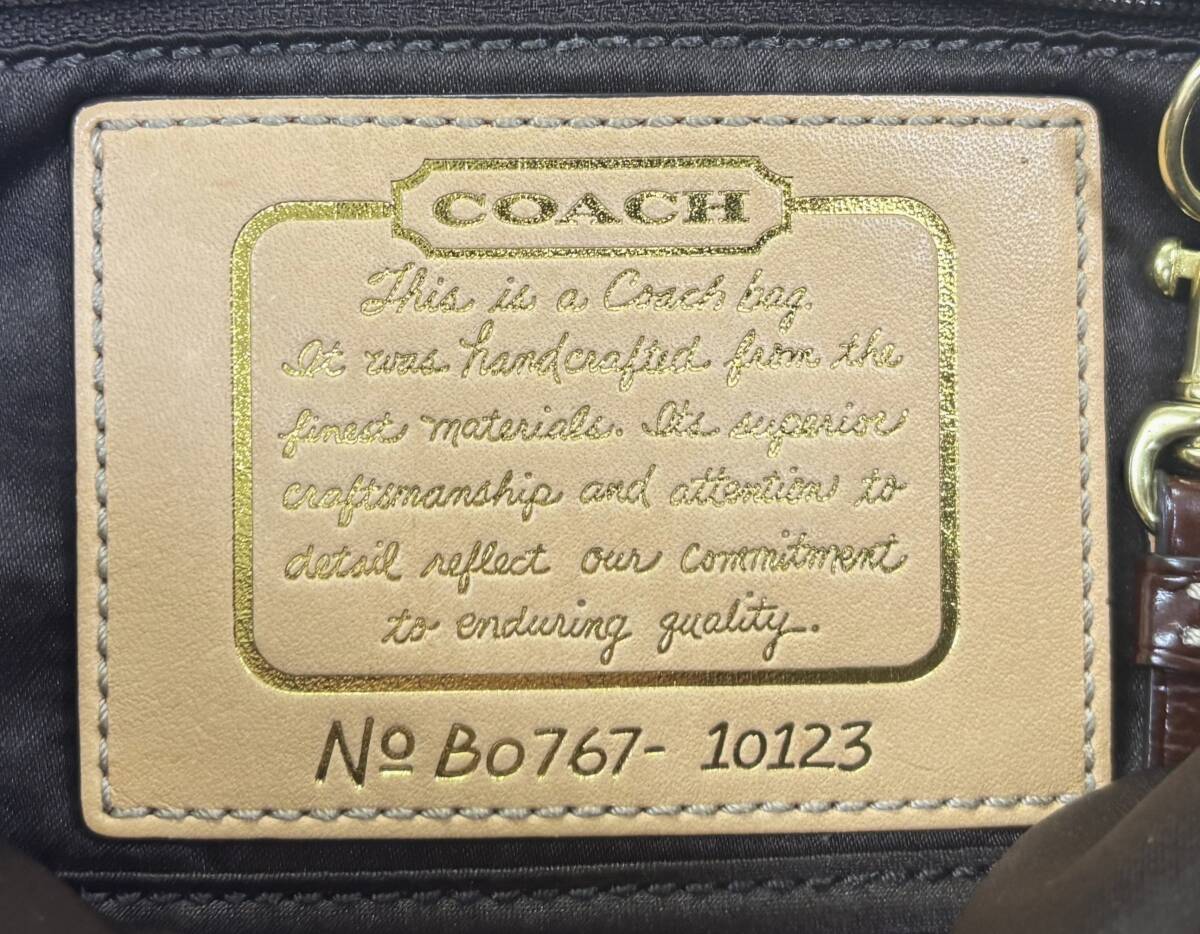 COACH
This is a Coach bag.
It was handcrafted from the
finest materials. Its superior
craftsmanship and attention to
detail reflect our commitment
to enduring quality.
Nº B0767- 10123